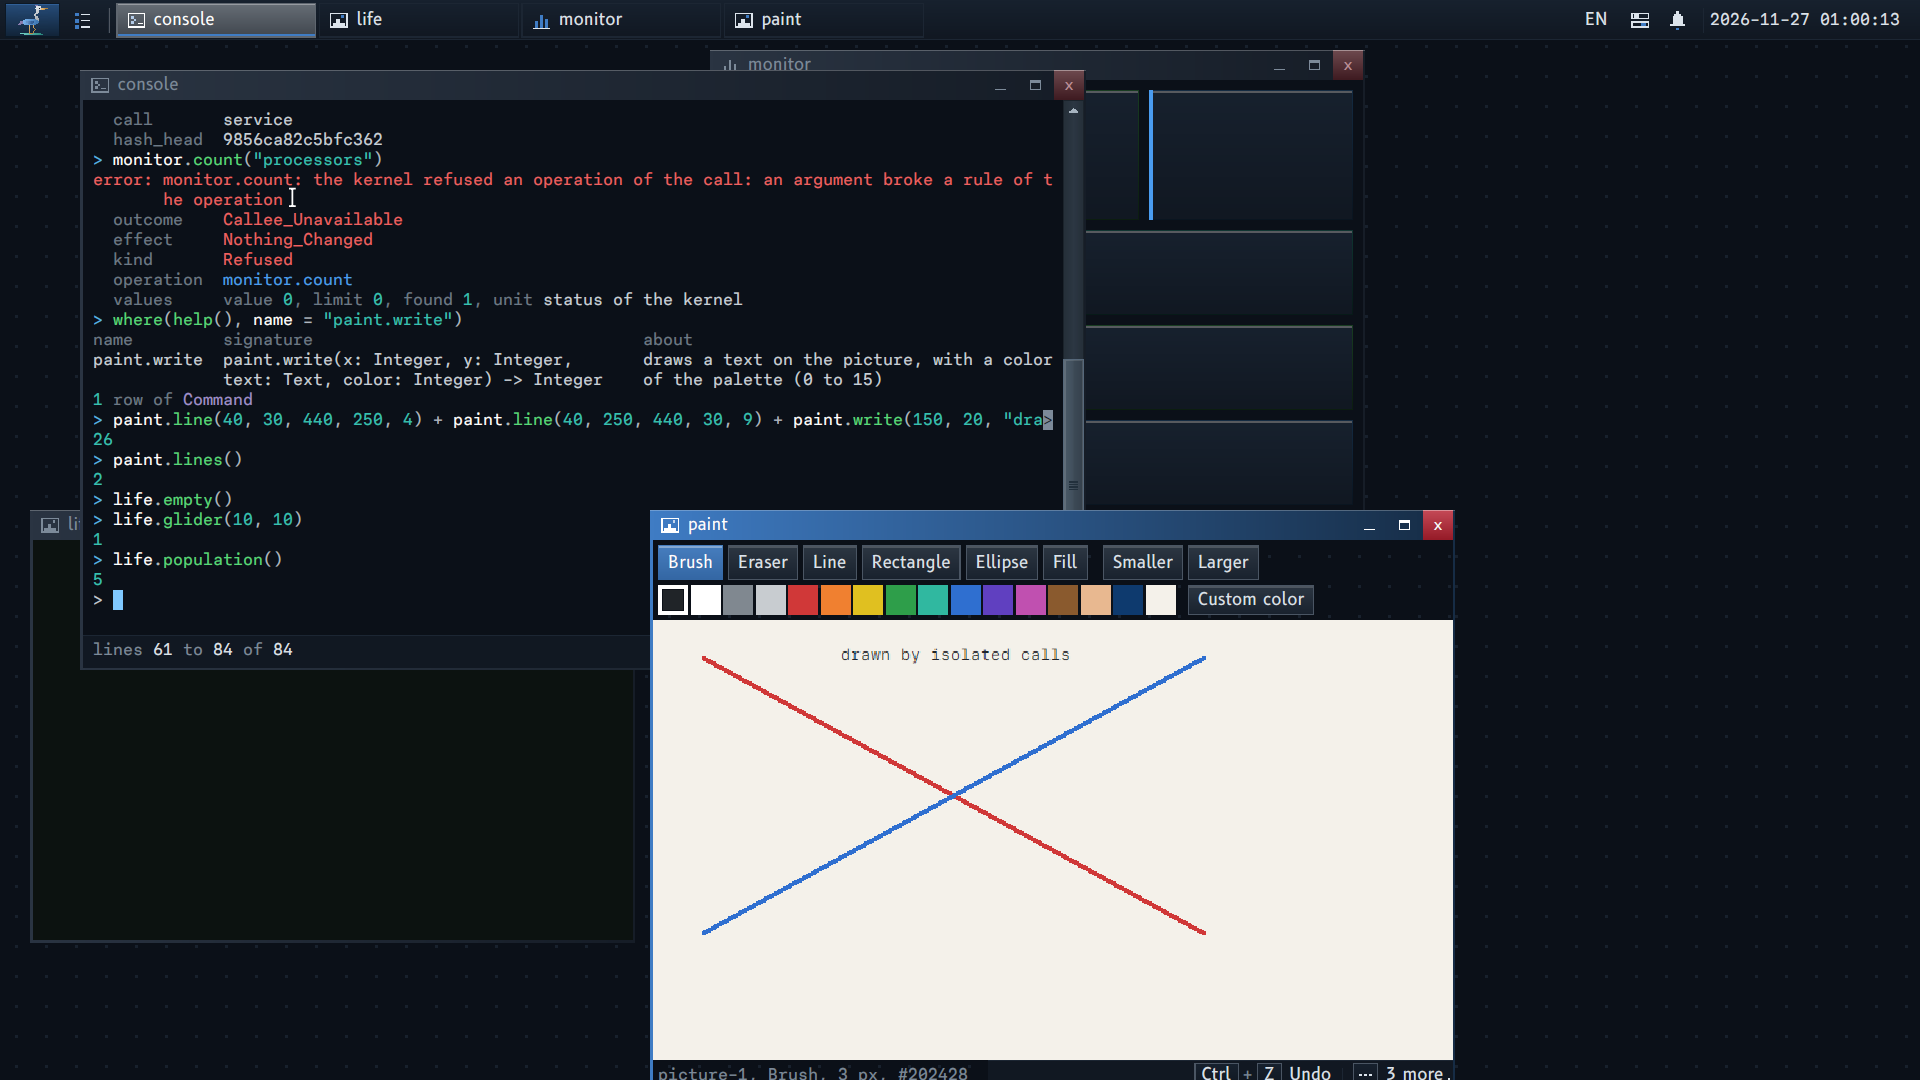 console
life
monitor
paint
EN
2026-11-27 01:00:13
monitor
x
console
x
call service
hash_head 9856ca82c5bfc362
> monitor.count("processors")
error: monitor.count: the kernel refused an operation of the call: an argument broke a rule of t
he operation
outcome Callee_Unavailable
effect Nothing_Changed
kind Refused
operation monitor.count
values value 0, limit 0, found 1, unit status of the kernel
> where(help(), name = "paint.write")
name signature about
paint.write paint.write(x: Integer, y: Integer, draws a text on the picture, with a color
text: Text, color: Integer) -> Integer of the palette (0 to 15)
1 row of Command
> paint.line(40, 30, 440, 250, 4) + paint.line(40, 250, 440, 30, 9) + paint.write(150, 20, "dra>
26
> paint.lines()
2
> life.empty()
> life.glider(10, 10)
1
> life.population()
5
>
lines 61 to 84 of 84
li
paint
x
Brush Eraser Line Rectangle Ellipse Fill Smaller Larger
Custom color
drawn by isolated calls
picture-1, Brush, 3 px, #202428
Ctrl + Z Undo ... 3 more.